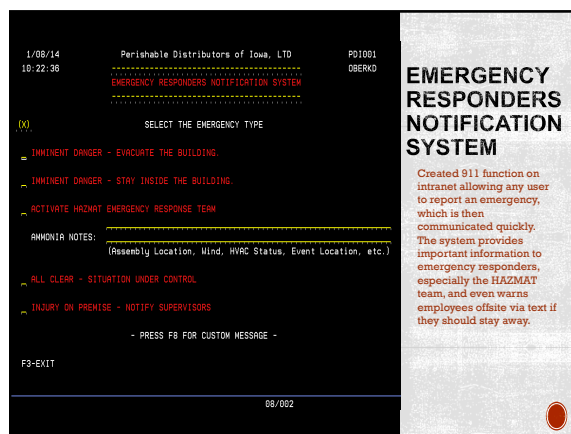 1/08/14 Perishable Distributors of Iowa, LTD PDI001
10:22:36 OBERKD
EMERGENCY RESPONDERS NOTIFICATION SYSTEM
(X) SELECT THE EMERGENCY TYPE
IMMINENT DANGER - EVACUATE THE BUILDING.
IMMINENT DANGER - STAY INSIDE THE BUILDING.
ACTIVATE HAZMAT EMERGENCY RESPONSE TEAM
AMMONIA NOTES:
(Assembly Location, Wind, HVAC Status, Event Location, etc.)
ALL CLEAR - SITUATION UNDER CONTROL
INJURY ON PREMISE - NOTIFY SUPERVISORS
- PRESS F8 FOR CUSTOM MESSAGE -
F3-EXIT
08/002
EMERGENCY
RESPONDERS
NOTIFICATION
SYSTEM
Created 911 function on
intranet allowing any user
to report an emergency,
which is then
communicated quickly.
The system provides
important information to
emergency responders,
especially the HAZMAT
team, and even warns
employees offsite via text if
they should stay away.